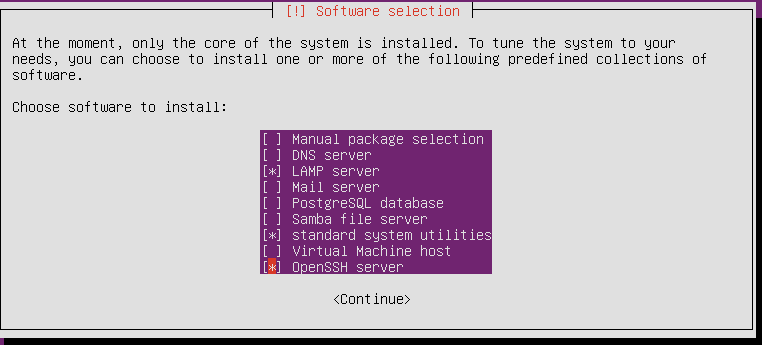 [!] Software selection
At the moment, only the core of the system is installed. To tune the system to your
needs, you can choose to install one or more of the following predefined collections of
software.
Choose software to install:
[ ] Manual package selection
[ ] DNS server
[*] LAMP server
[ ] Mail server
[ ] PostgreSQL database
[ ] Samba file server
[*] standard system utilities
[ ] Virtual Machine host
[*] OpenSSH server
<Continue>